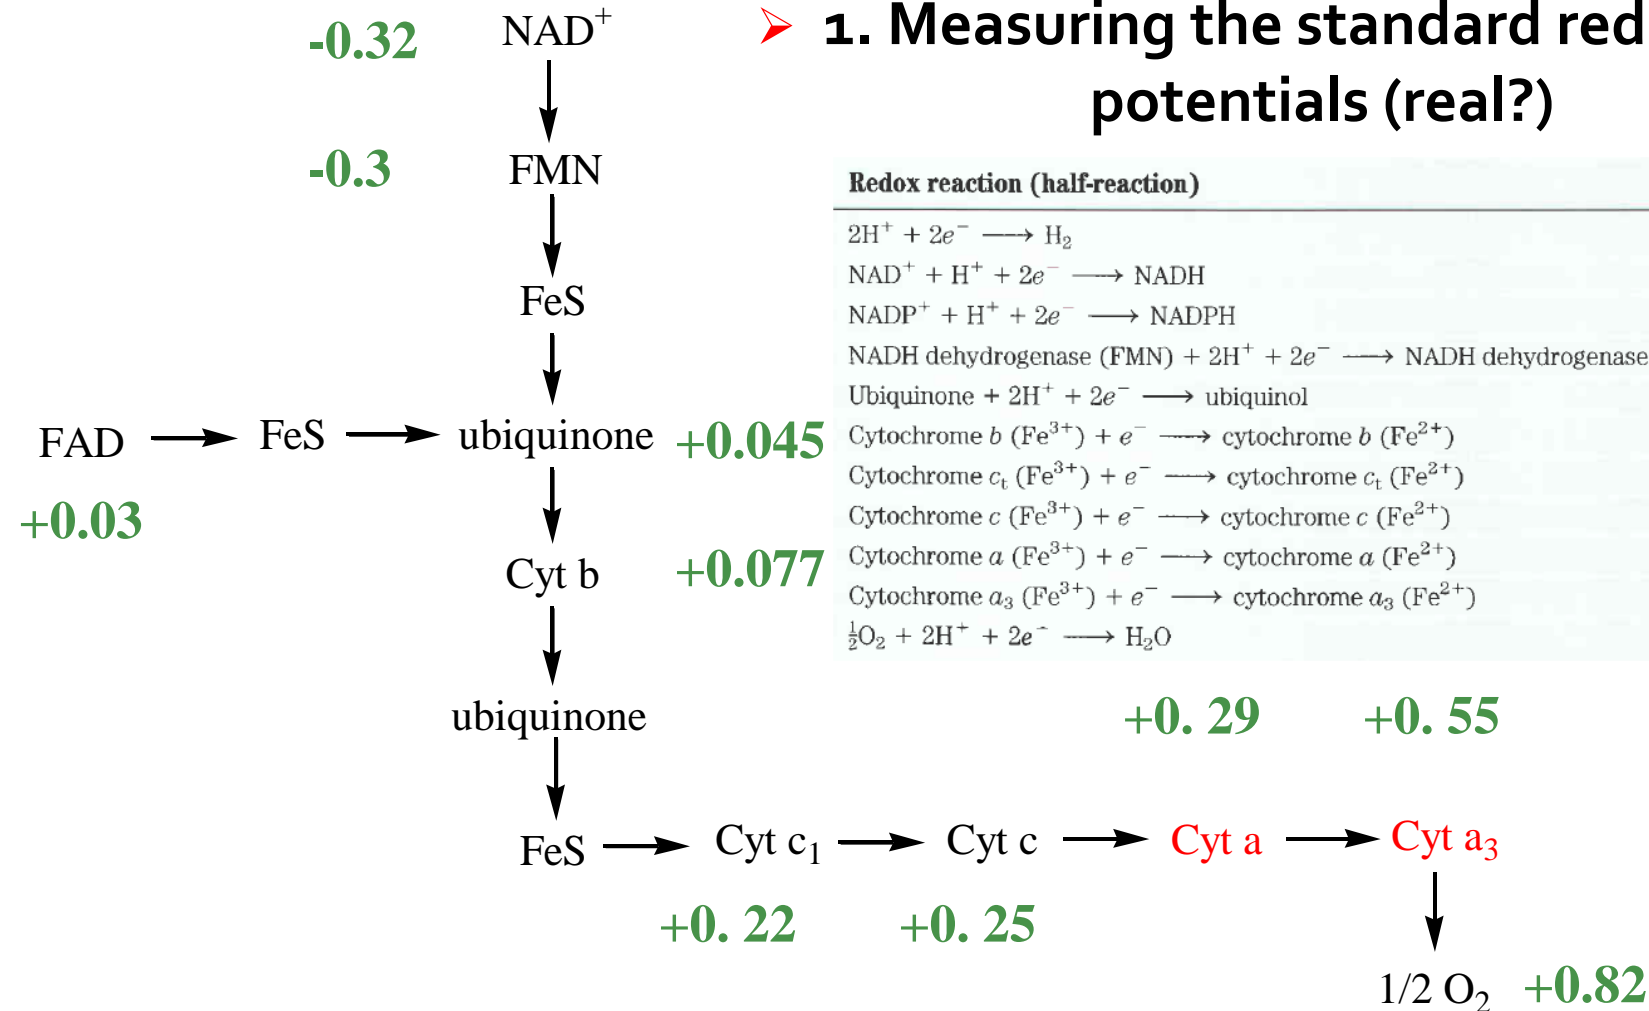 ➢ 1. Measuring the standard red
potentials (real?)
-0.32 NAD⁺
-0.3 FMN
FeS
FAD FeS ubiquinone +0.045
+0.03
Cyt b +0.077
ubiquinone
Redox reaction (half-reaction)
2H⁺ + 2e⁻ ⟶ H₂
NAD⁺ + H⁺ + 2e⁻ ⟶ NADH
NADP⁺ + H⁺ + 2e⁻ ⟶ NADPH
NADH dehydrogenase (FMN) + 2H⁺ + 2e⁻ ⟶ NADH dehydrogenase
Ubiquinone + 2H⁺ + 2e⁻ ⟶ ubiquinol
Cytochrome b (Fe³⁺) + e⁻ ⟶ cytochrome b (Fe²⁺)
Cytochrome cₜ (Fe³⁺) + e⁻ ⟶ cytochrome cₜ (Fe²⁺)
Cytochrome c (Fe³⁺) + e⁻ ⟶ cytochrome c (Fe²⁺)
Cytochrome a (Fe³⁺) + e⁻ ⟶ cytochrome a (Fe²⁺)
Cytochrome a₃ (Fe³⁺) + e⁻ ⟶ cytochrome a₃ (Fe²⁺)
½O₂ + 2H⁺ + 2e⁻ ⟶ H₂O
+0. 29 +0. 55
FeS Cyt c₁ Cyt c Cyt a Cyt a₃
+0. 22 +0. 25
1/2 O₂ +0.82